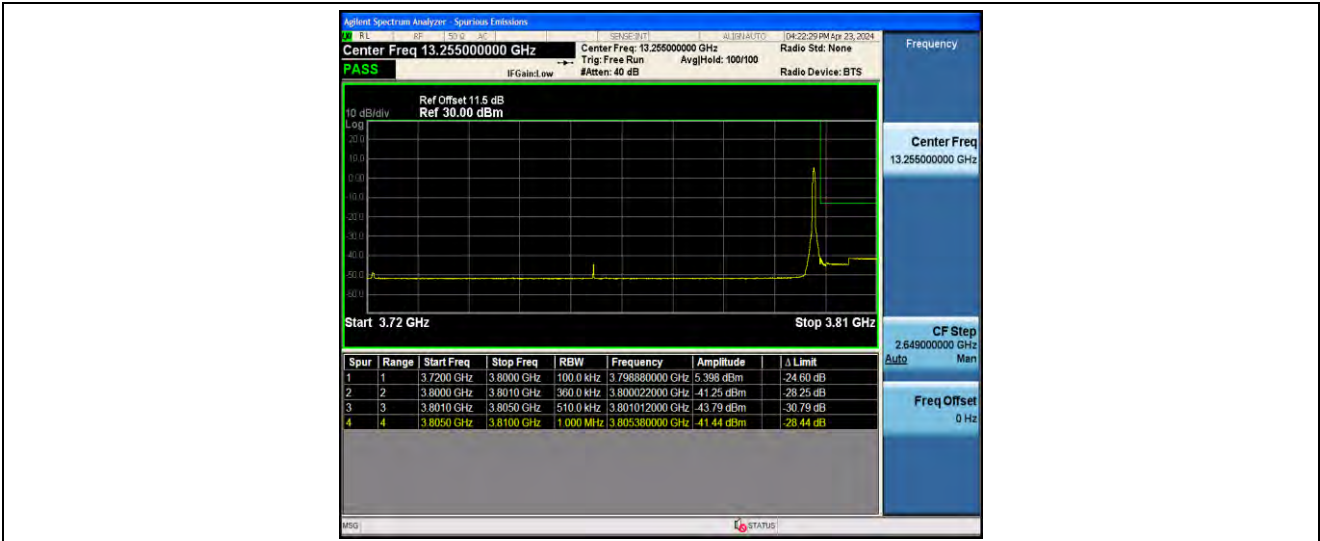 Agilent Spectrum Analyzer - Spurious Emissions
RL RF 50 Ω AC SENSE:INT ALIGN AUTO 04:22:29 PM Apr 23, 2024
Center Freq 13.255000000 GHz Center Freq: 13.255000000 GHz Radio Std: None
Trig: Free Run Avg|Hold: 100/100
PASS IFGain:Low #Atten: 40 dB Radio Device: BTS
Ref Offset 11.5 dB
10 dB/div Ref 30.00 dBm
Log
20.0
10.0
0.00
-10.0
-20.0
-30.0
-40.0
-50.0
-60.0
Start 3.72 GHz Stop 3.81 GHz
Spur Range Start Freq Stop Freq RBW Frequency Amplitude Δ Limit
1 1 3.7200 GHz 3.8000 GHz 100.0 kHz 3.798880000 GHz 5.398 dBm -24.60 dB
2 2 3.8000 GHz 3.8010 GHz 360.0 kHz 3.800022000 GHz -41.25 dBm -28.25 dB
3 3 3.8010 GHz 3.8050 GHz 510.0 kHz 3.801012000 GHz -43.79 dBm -30.79 dB
4 4 3.8050 GHz 3.8100 GHz 1.000 MHz 3.805380000 GHz -41.44 dBm -28.44 dB
MSG STATUS
Frequency
Center Freq
13.255000000 GHz
CF Step
2.649000000 GHz
Auto Man
Freq Offset
0 Hz